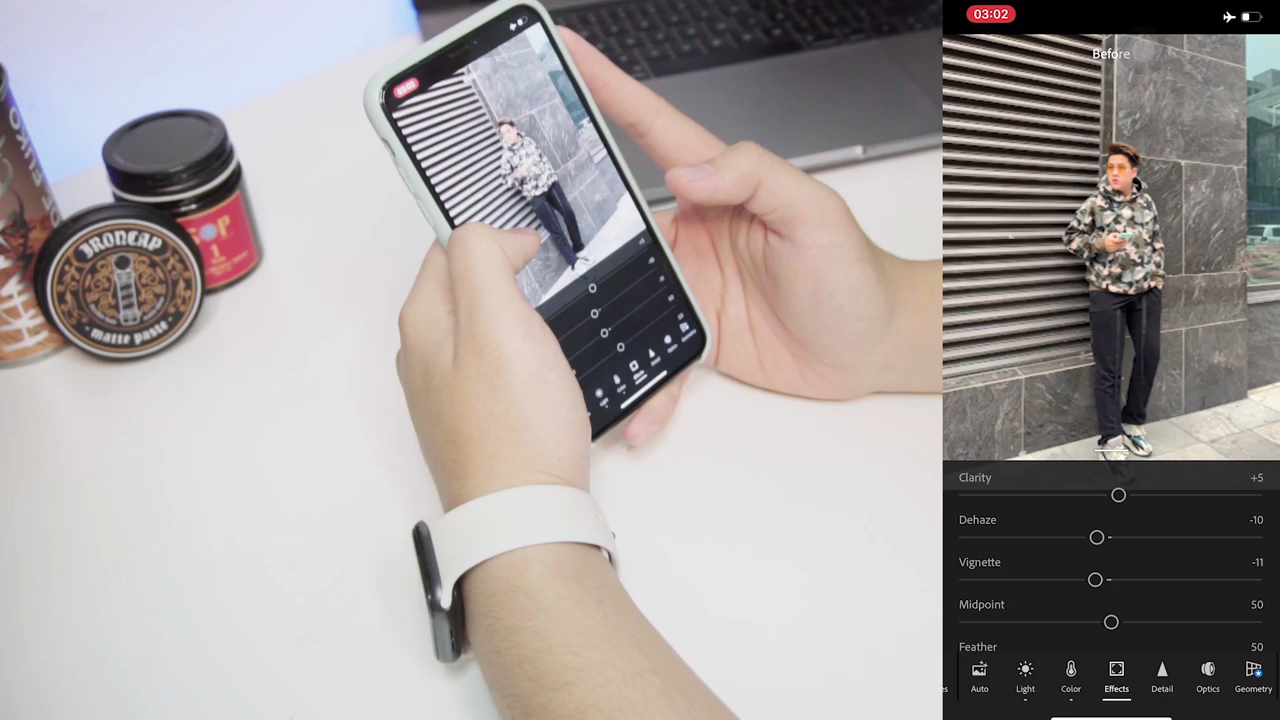 IRONCAP
matte paste
03:02
Before
Clarity +5
Dehaze -10
Vignette -11
Midpoint 50
Feather 50
es Auto Light Color Effects Detail Optics Geometry